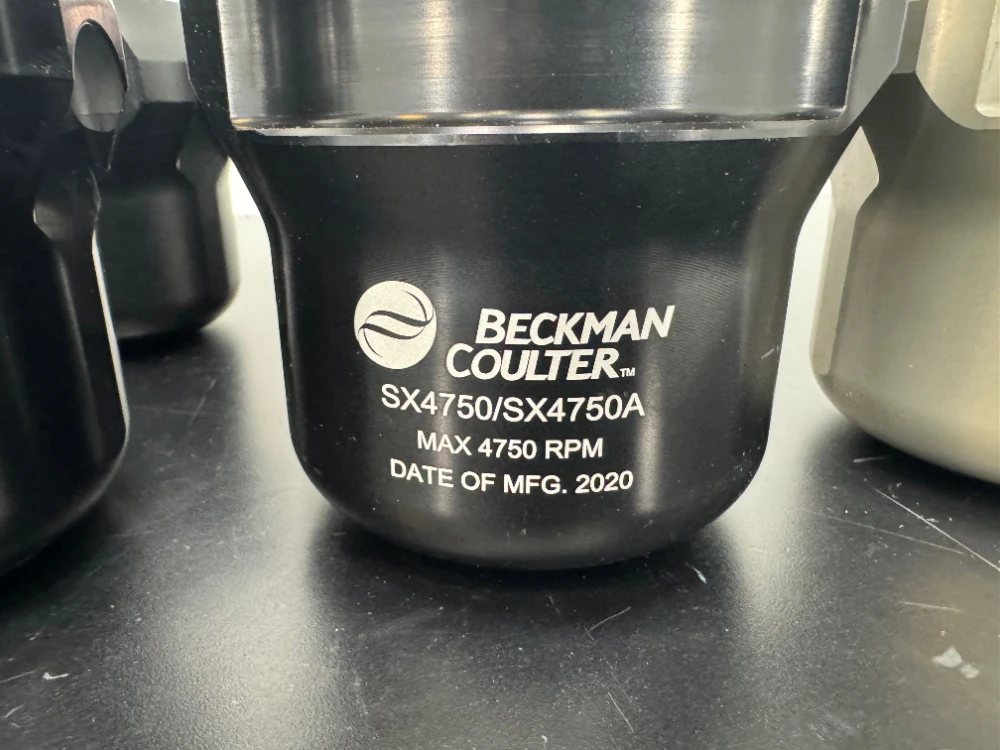 BECKMAN
COULTER™
SX4750/SX4750A
MAX 4750 RPM
DATE OF MFG. 2020